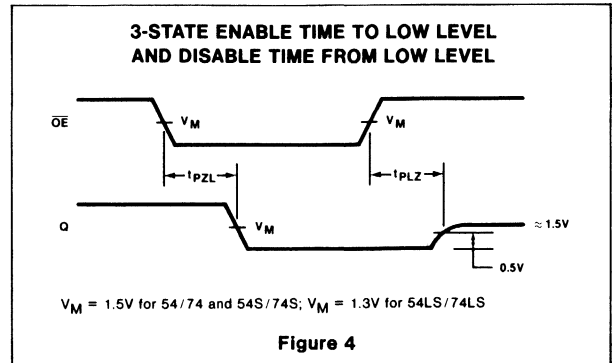 3-STATE ENABLE TIME TO LOW LEVEL
AND DISABLE TIME FROM LOW LEVEL
OE
VM
VM
tPZL
tPLZ
Q
VM
≈ 1.5V
0.5V
VM = 1.5V for 54/74 and 54S/74S; VM = 1.3V for 54LS/74LS
Figure 4